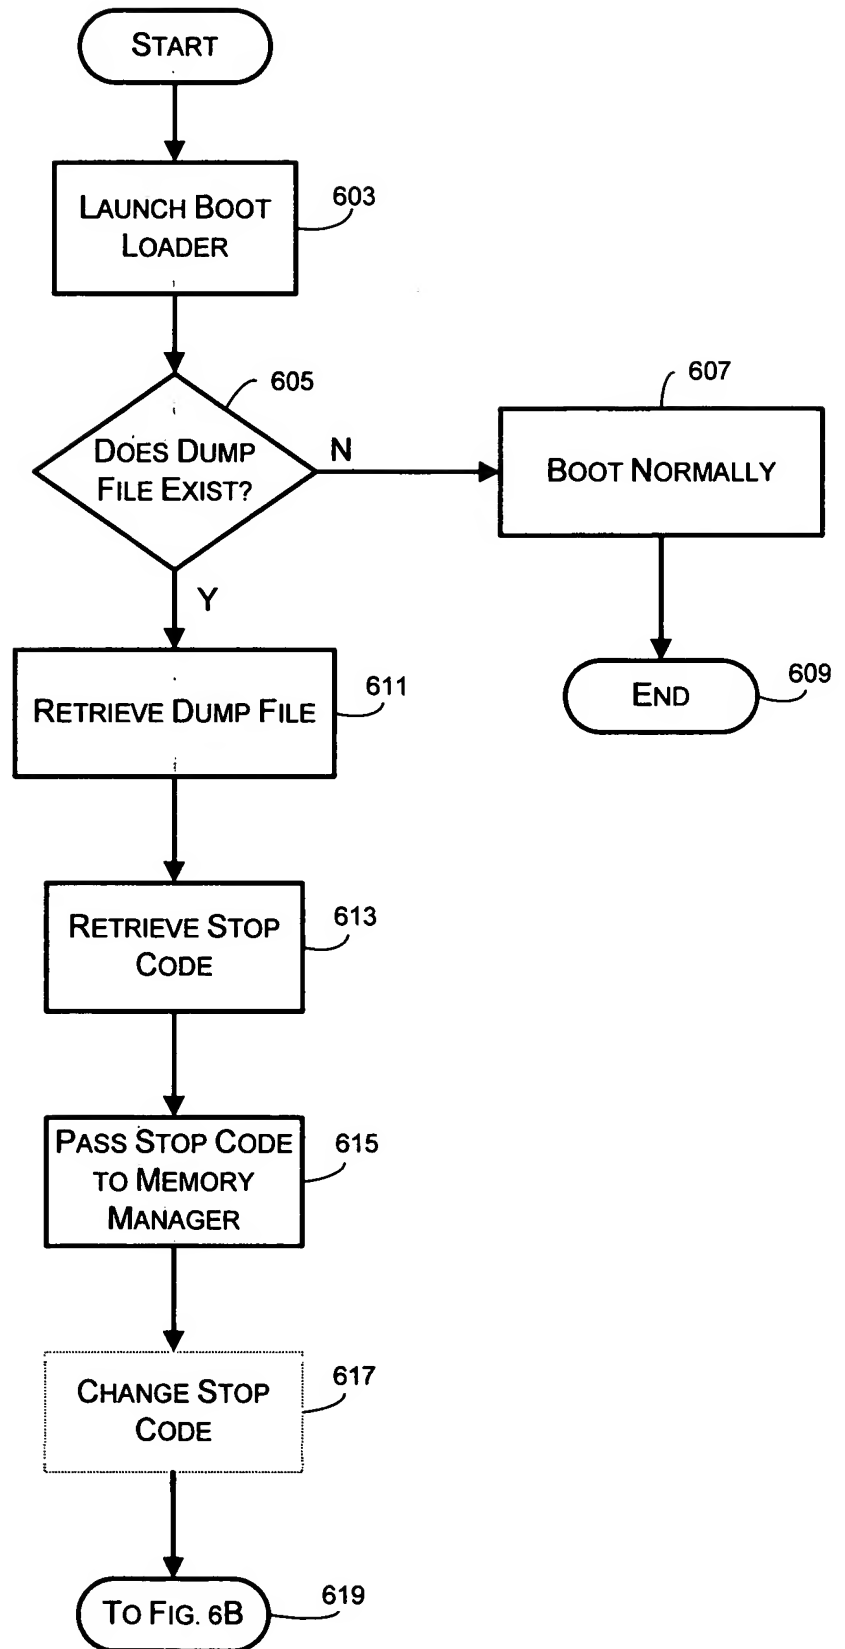 START
LAUNCH BOOT
LOADER
603
DOES DUMP
FILE EXIST?
605
N
607
BOOT NORMALLY
Y
END
609
RETRIEVE DUMP FILE
611
RETRIEVE STOP
CODE
613
PASS STOP CODE
TO MEMORY
MANAGER
615
CHANGE STOP
CODE
617
TO FIG. 6B
619